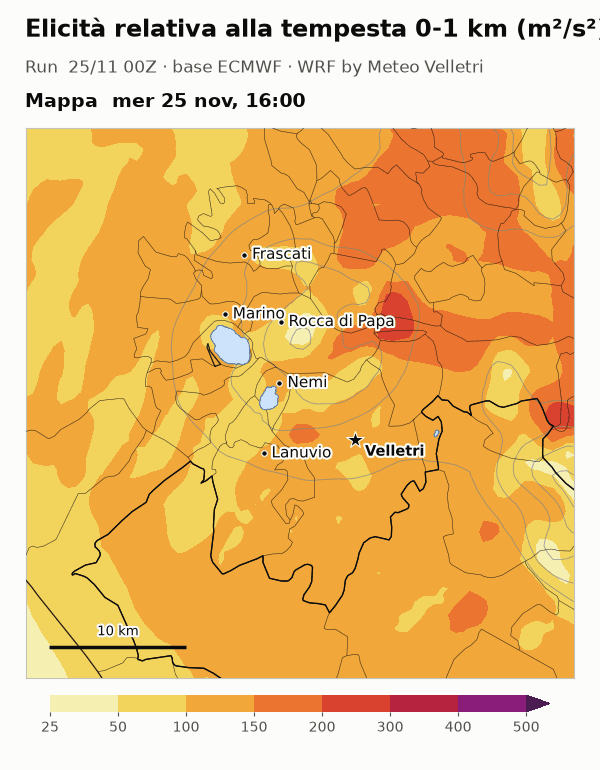 Elicità relativa alla tempesta 0-1 km (m²/s²)
Run  25/11 00Z · base ECMWF · WRF by Meteo Velletri
Mappa  mer 25 nov, 16:00
Frascati
Marino
Rocca di Papa
Nemi
Velletri
Lanuvio
10 km
25 50 100 150 200 300 400 500